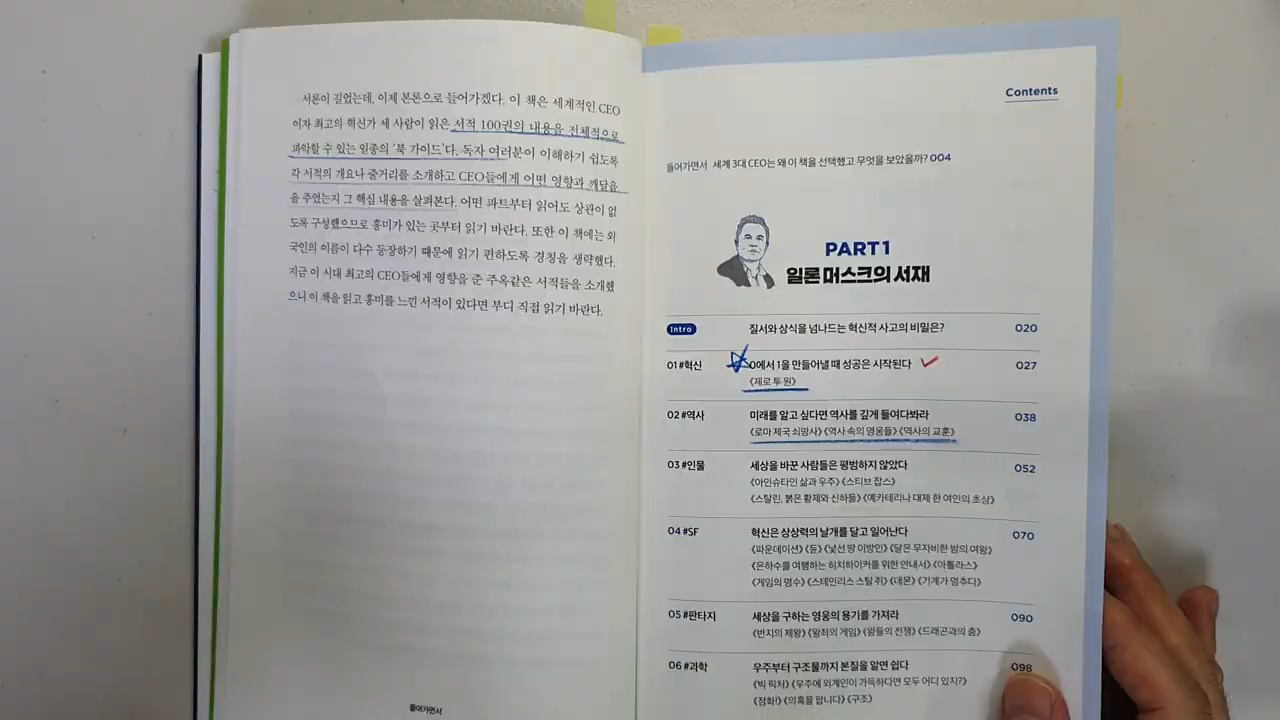 서론이 길었는데, 이제 본론으로 들어가겠다. 이 책은 세계적인 CEO
이자 최고의 혁신가 세 사람이 읽은 서적 100권의 내용을 전체적으로
파악할 수 있는 일종의 '북 가이드'다. 독자 여러분이 이해하기 쉽도록
각 서적의 개요나 줄거리를 소개하고 CEO들에게 어떤 영향과 깨달음
을 주었는지 그 핵심 내용을 살펴본다. 어떤 파트부터 읽어도 상관이 없
도록 구성했으므로 흥미가 있는 곳부터 읽기 바란다. 또한 이 책에는 외
국인의 이름이 다수 등장하기 때문에 읽기 편하도록 경칭을 생략했다.
지금 이 시대 최고의 CEO들에게 영향을 준 주옥같은 서적들을 소개했
으니 이 책을 읽고 흥미를 느낀 서적이 있다면 부디 직접 읽기 바란다.
들어가면서
Contents
들어가면서 세계 3대 CEO는 왜 이 책을 선택했고 무엇을 보았을까? 004
PART 1
일론 머스크의 서재
Intro 질서와 상식을 넘나드는 혁신적 사고의 비밀은? 020
01 #혁신 0에서 1을 만들어낼 때 성공은 시작된다 027
《제로 투 원》
02 #역사 미래를 알고 싶다면 역사를 깊게 들여다봐라 038
《로마 제국 쇠망사》 《역사 속의 영웅들》 《역사의 교훈》
03 #인물 세상을 바꾼 사람들은 평범하지 않았다 052
《아인슈타인 삶과 우주》 《스티브 잡스》
《스탈린, 붉은 황제와 신하들》 《예카테리나 대제 한 여인의 초상》
04 #SF 혁신은 상상력의 날개를 달고 일어난다 070
《파운데이션》 《듄》 《낯선 땅 이방인》 《달은 무자비한 밤의 여왕》
《은하수를 여행하는 히치하이커를 위한 안내서》 《아틀라스》
《게임의 명수》 《스테인리스 스틸 쥐》 《데몬》 《기계가 멈추다》
05 #판타지 세상을 구하는 영웅의 용기를 가져라 090
《반지의 제왕》 《왕좌의 게임》 《왕들의 전쟁》 《드래곤과의 춤》
06 #과학 우주부터 구조물까지 본질을 알면 쉽다 098
《빅 픽처》 《우주에 외계인이 가득하다면 모두 어디 있지?》
《점화!》 《의혹을 팝니다》 《구조》